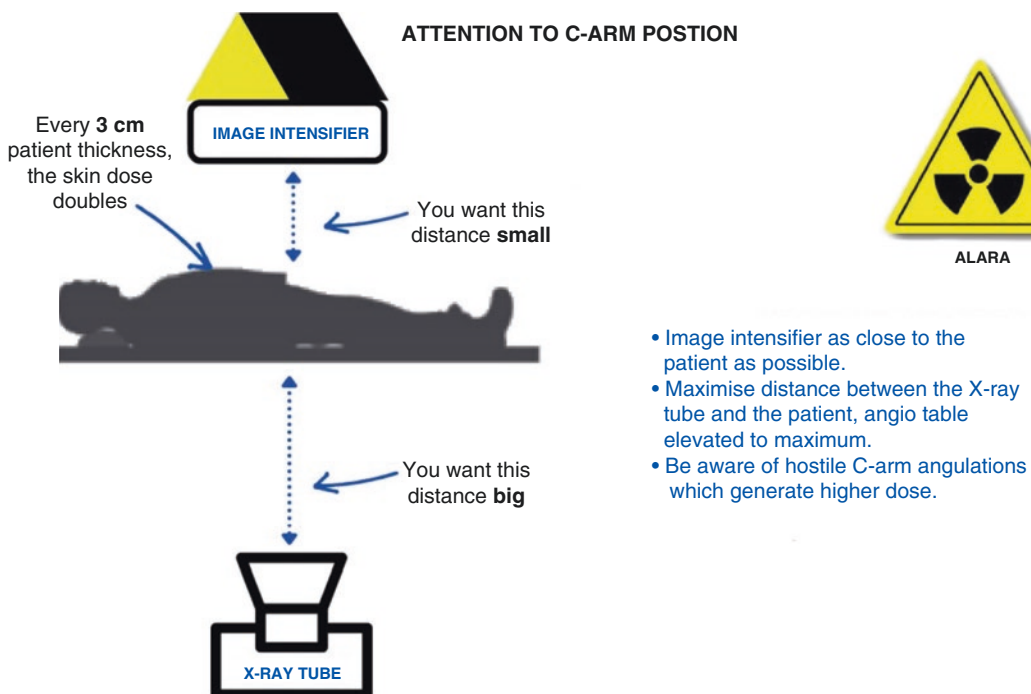 ATTENTION TO C-ARM POSTION
IMAGE INTENSIFIER
Every 3 cm
patient thickness,
the skin dose
doubles
You want this
distance small
ALARA
• Image intensifier as close to the
patient as possible.
• Maximise distance between the X-ray
tube and the patient, angio table
elevated to maximum.
• Be aware of hostile C-arm angulations
which generate higher dose.
You want this
distance big
X-RAY TUBE